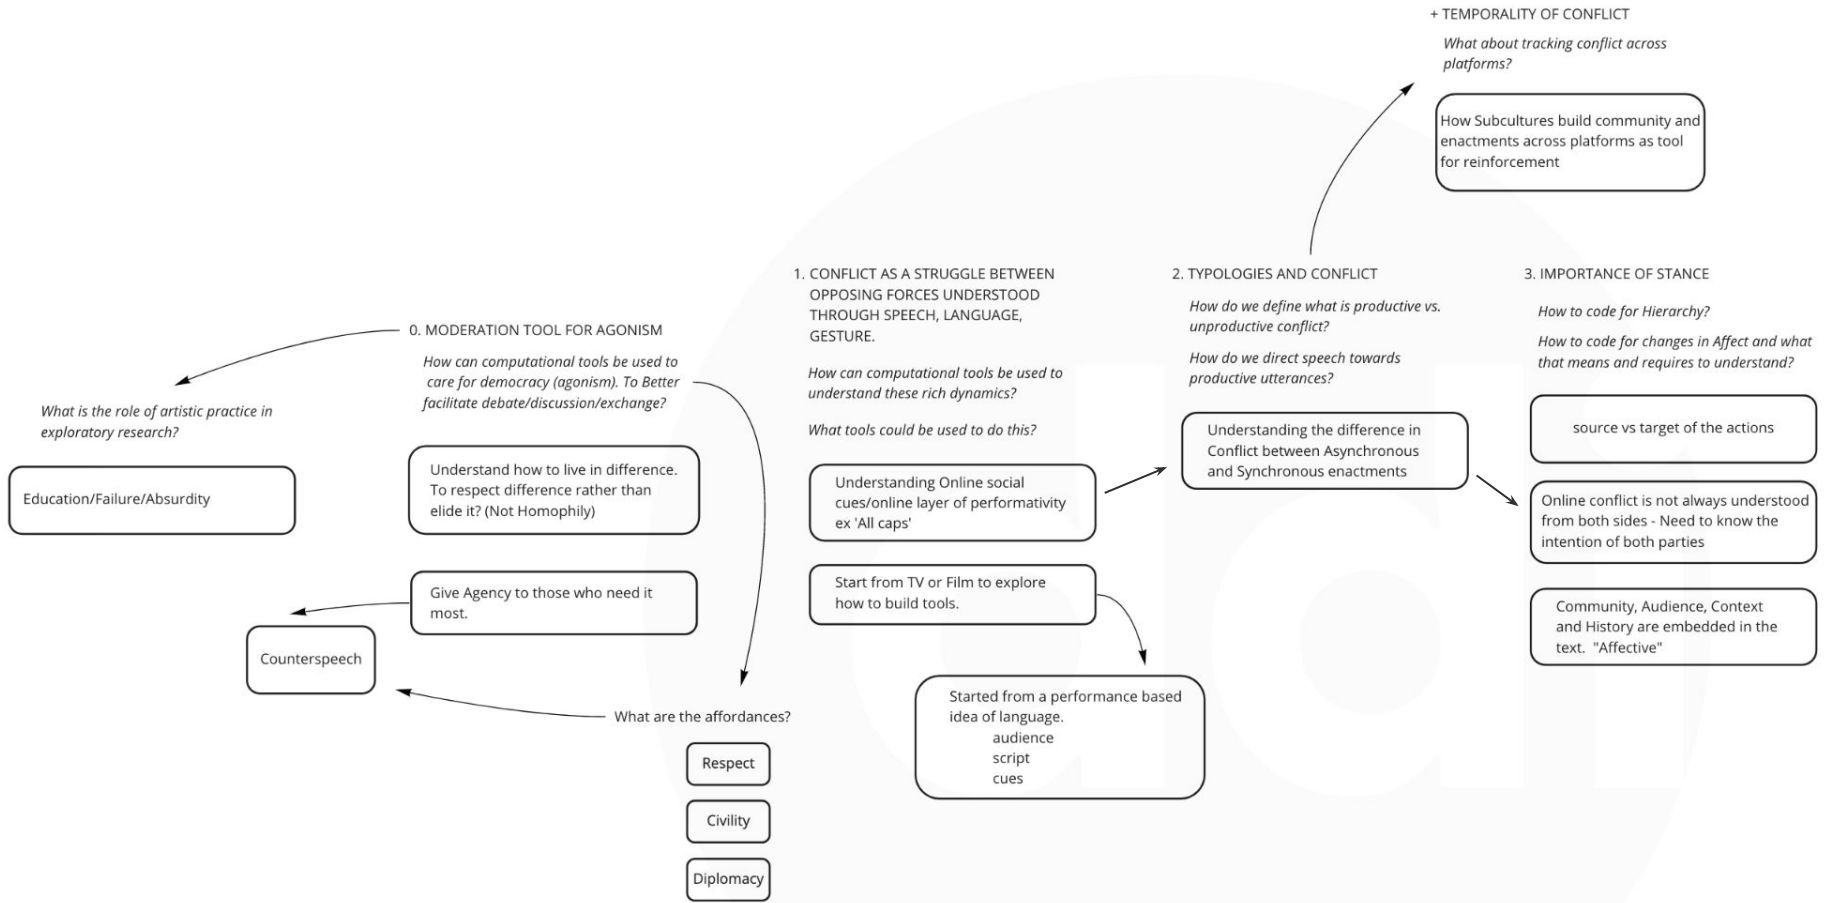 + TEMPORALITY OF CONFLICT
What about tracking conflict across
platforms?
How Subcultures build community and
enactments across platforms as tool
for reinforcement
0. MODERATION TOOL FOR AGONISM
How can computational tools be used to
care for democracy (agonism). To Better
facilitate debate/discussion/exchange?
What is the role of artistic practice in
exploratory research?
Education/Failure/Absurdity
Understand how to live in difference.
To respect difference rather than
elide it? (Not Homophily)
Give Agency to those who need it
most.
Counterspeech
What are the affordances?
Respect
Civility
Diplomacy
1. CONFLICT AS A STRUGGLE BETWEEN
OPPOSING FORCES UNDERSTOOD
THROUGH SPEECH, LANGUAGE,
GESTURE.
How can computational tools be used to
understand these rich dynamics?
What tools could be used to do this?
Understanding Online social
cues/online layer of performativity
ex 'All caps'
Start from TV or Film to explore
how to build tools.
Started from a performance based
idea of language.
audience
script
cues
2. TYPOLOGIES AND CONFLICT
How do we define what is productive vs.
unproductive conflict?
How do we direct speech towards
productive utterances?
Understanding the difference in
Conflict between Asynchronous
and Synchronous enactments
3. IMPORTANCE OF STANCE
How to code for Hierarchy?
How to code for changes in Affect and what
that means and requires to understand?
source vs target of the actions
Online conflict is not always understood
from both sides - Need to know the
intention of both parties
Community, Audience, Context
and History are embedded in the
text. "Affective"